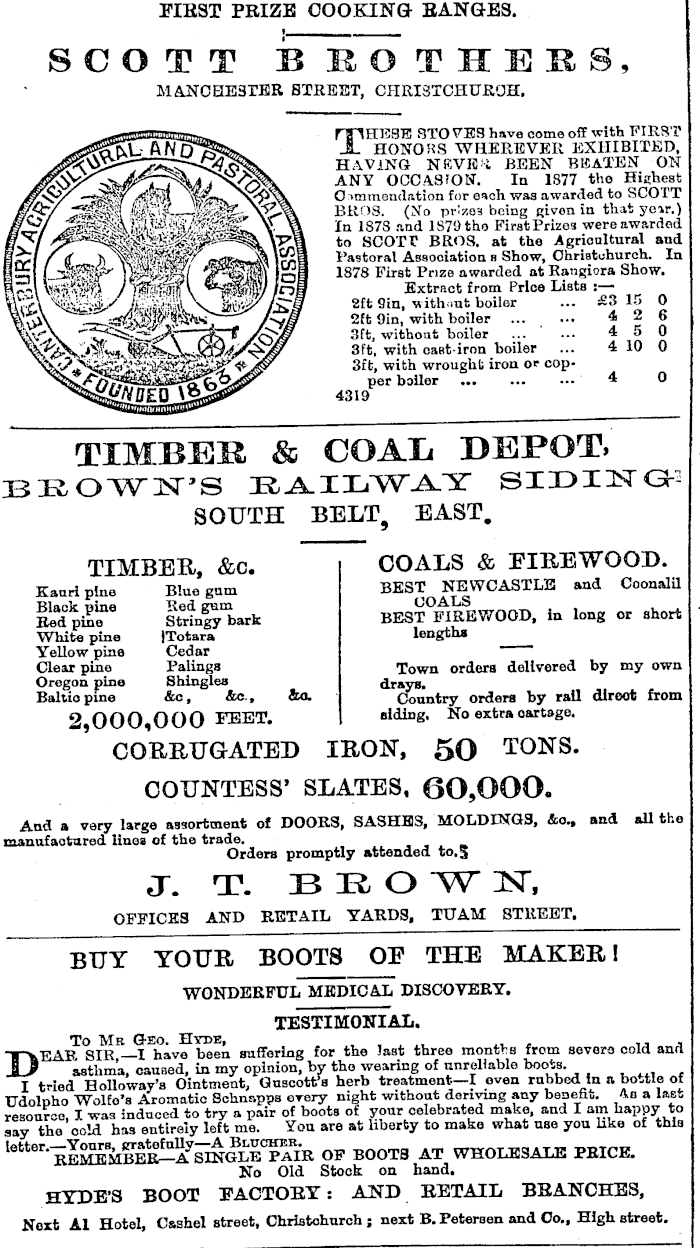 FIRST PRIZE COOKING RANGES.
SCOTT BROTHERS,
MANCHESTER STREET, CHRISTCHURCH.
CANTERBURY AGRICULTURAL AND PASTORAL ASSOCIATION
FOUNDED 1863
THESE STOVES have come off with FIRST
HONORS WHEREVER EXHIBITED,
HAVING NEVER BEEN BEATEN ON
ANY OCCASION. In 1877 the Highest
Commendation for each was awarded to SCOTT
BROS. (No prizes being given in that year.)
In 1878 and 1879 the First Prizes were awarded
to SCOTT BROS. at the Agricultural and
Pastoral Association s Show, Christchurch. In
1878 First Prize awarded at Rangiora Show.
Extract from Price Lists :—
2ft 9in, without boiler ... £3 15 0
2ft 9in, with boiler ... ... 4 2 6
3ft, without boiler ... ... 4 5 0
3ft, with cast-iron boiler ... 4 10 0
3ft, with wrought iron or cop-
per boiler ... ... ... 4 0
4319
TIMBER & COAL DEPOT,
BROWN'S RAILWAY SIDING
SOUTH BELT, EAST.
TIMBER, &c.
Kauri pine Blue gum
Black pine Red gum
Red pine Stringy bark
White pine Totara
Yellow pine Cedar
Clear pine Palings
Oregon pine Shingles
Baltic pine &c, &c., &c.
2,000,000 FEET.
COALS & FIREWOOD.
BEST NEWCASTLE and Coonalil
COALS
BEST FIREWOOD, in long or short
lengths
Town orders delivered by my own
drays.
Country orders by rail direct from
siding. No extra cartage.
CORRUGATED IRON, 50 TONS.
COUNTESS' SLATES, 60,000.
And a very large assortment of DOORS, SASHES, MOLDINGS, &c., and all the
manufactured lines of the trade.
Orders promptly attended to.
J. T. BROWN,
OFFICES AND RETAIL YARDS, TUAM STREET.
BUY YOUR BOOTS OF THE MAKER!
WONDERFUL MEDICAL DISCOVERY.
TESTIMONIAL.
To MR GEO. HYDE,
DEAR SIR,—I have been suffering for the last three months from severe cold and
asthma, caused, in my opinion, by the wearing of unreliable boots.
I tried Holloway's Ointment, Guscott's herb treatment—I even rubbed in a bottle of
Udolpho Wolfe's Aromatic Schnapps every night without deriving any benefit. As a last
resource, I was induced to try a pair of boots of your celebrated make, and I am happy to
say the cold has entirely left me. You are at liberty to make what use you like of this
letter.—Yours, gratefully—A BLUCHER.
REMEMBER—A SINGLE PAIR OF BOOTS AT WHOLESALE PRICE.
No Old Stock on hand.
HYDE'S BOOT FACTORY: AND RETAIL BRANCHES,
Next A1 Hotel, Cashel street, Christchurch; next B. Petersen and Co., High street.